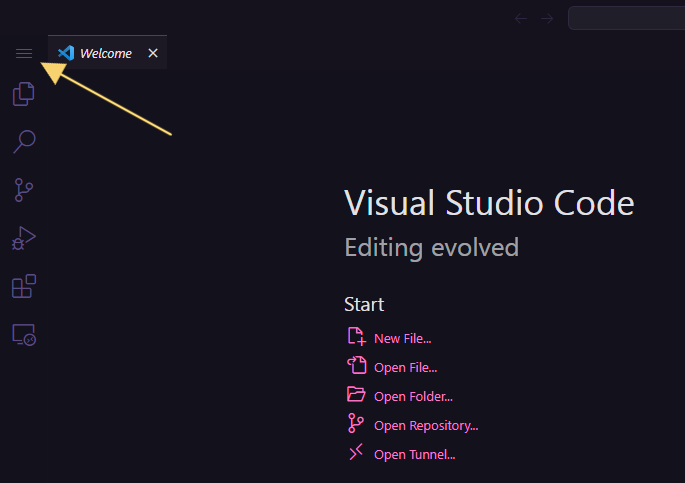 Welcome
Visual Studio Code
Editing evolved
Start
New File...
Open File...
Open Folder...
Open Repository...
Open Tunnel...